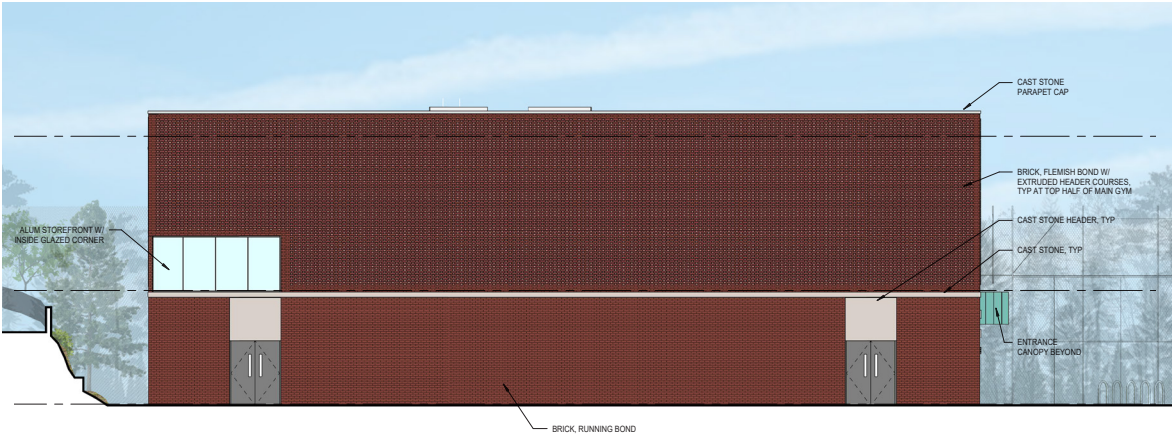 CAST STONE
PARAPET CAP
BRICK, FLEMISH BOND W/
EXTRUDED HEADER COURSES,
TYP AT TOP HALF OF MAIN GYM
CAST STONE HEADER, TYP
ALUM STOREFRONT W/
INSIDE GLAZED CORNER
CAST STONE, TYP
ENTRANCE
CANOPY BEYOND
BRICK, RUNNING BOND